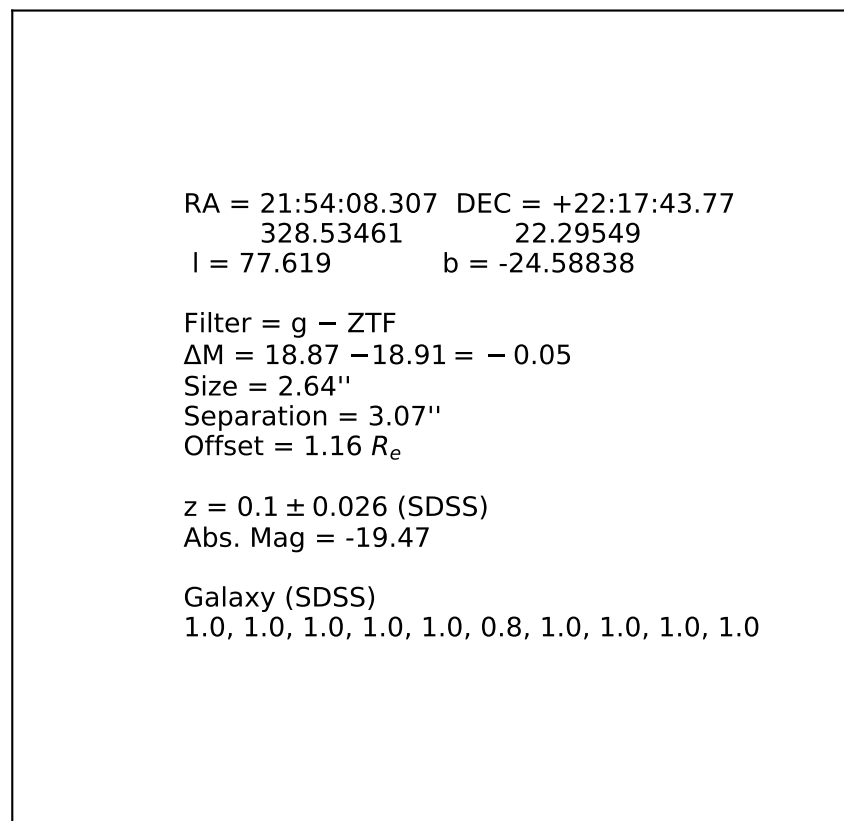 RA = 21:54:08.307 DEC = +22:17:43.77
328.53461 22.29549
l = 77.619 b = -24.58838
Filter = g − ZTF
ΔM = 18.87 −18.91 = − 0.05
Size = 2.64''
Separation = 3.07''
Offset = 1.16 Rₑ
z = 0.1 ± 0.026 (SDSS)
Abs. Mag = -19.47
Galaxy (SDSS)
1.0, 1.0, 1.0, 1.0, 1.0, 0.8, 1.0, 1.0, 1.0, 1.0